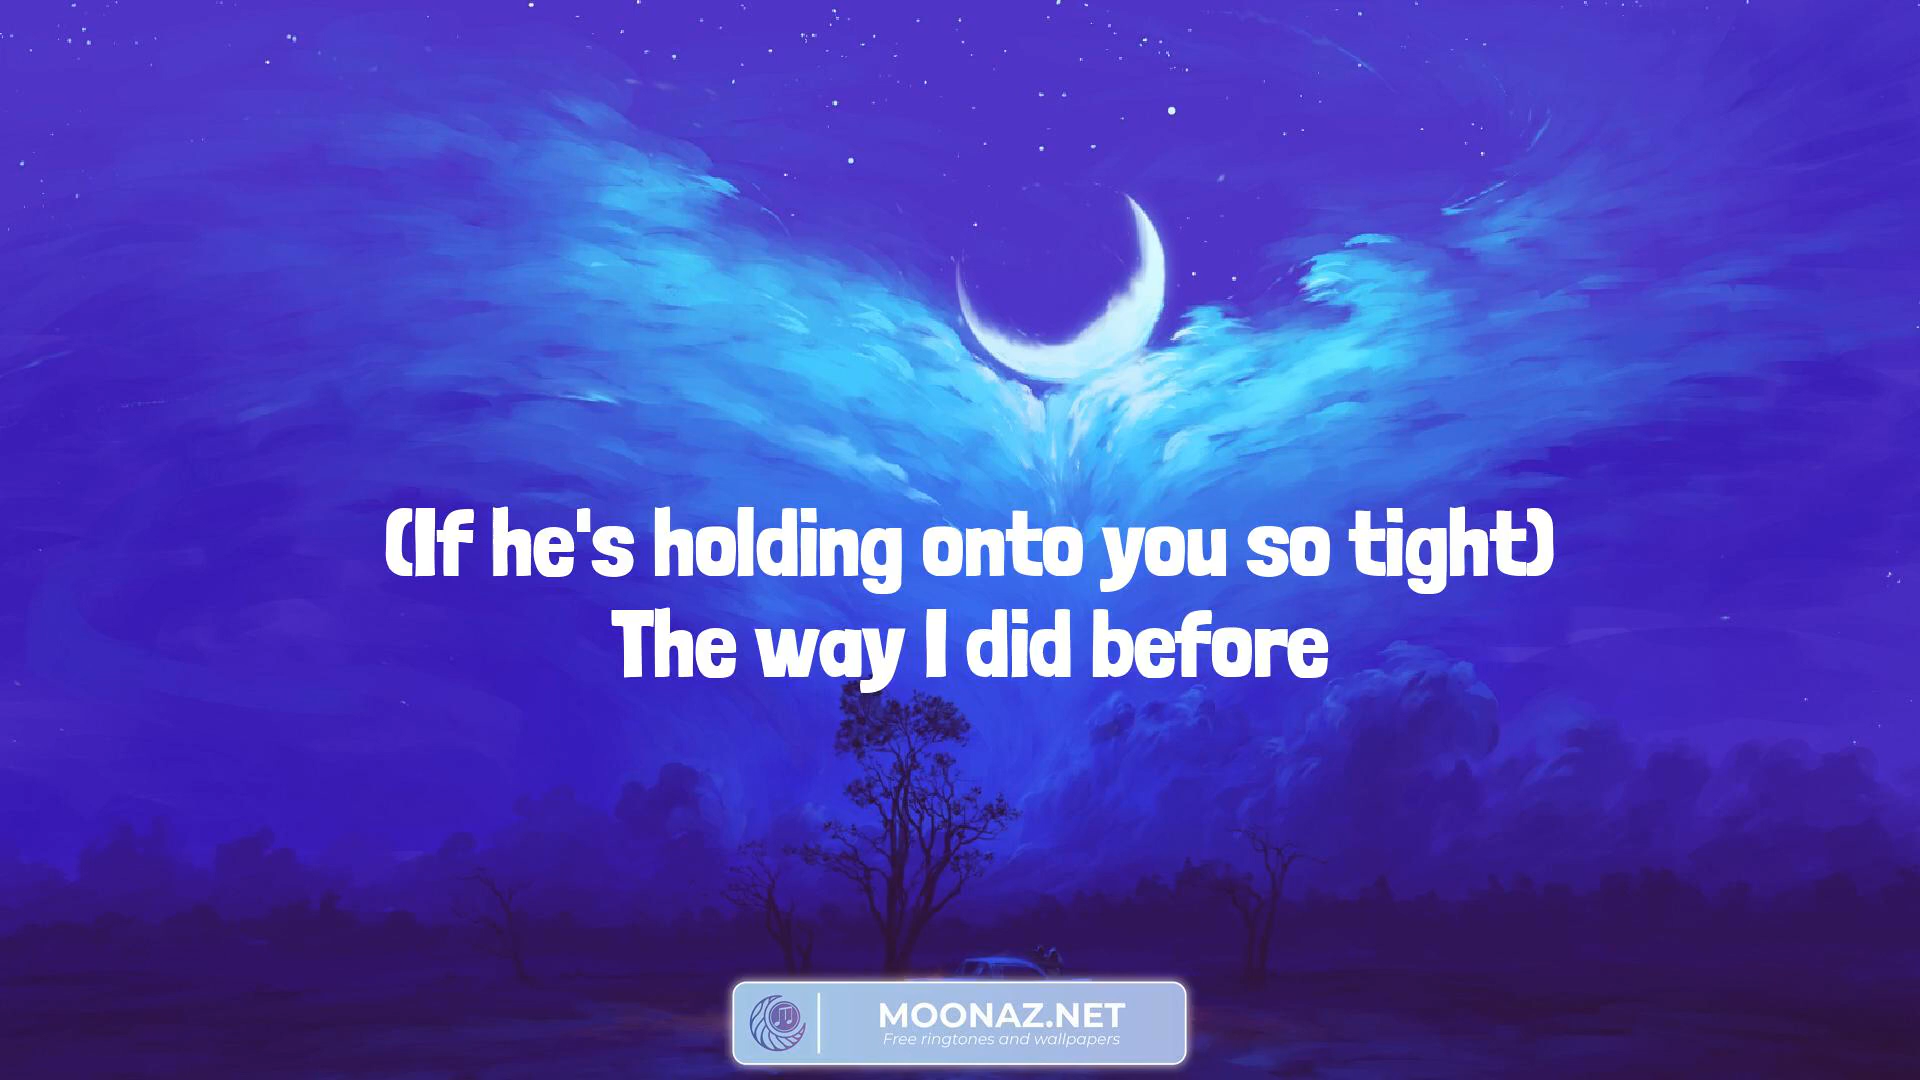 (If he's holding onto you so tight)
The way I did before
MOONAZ.NET
Free ringtones and wallpapers